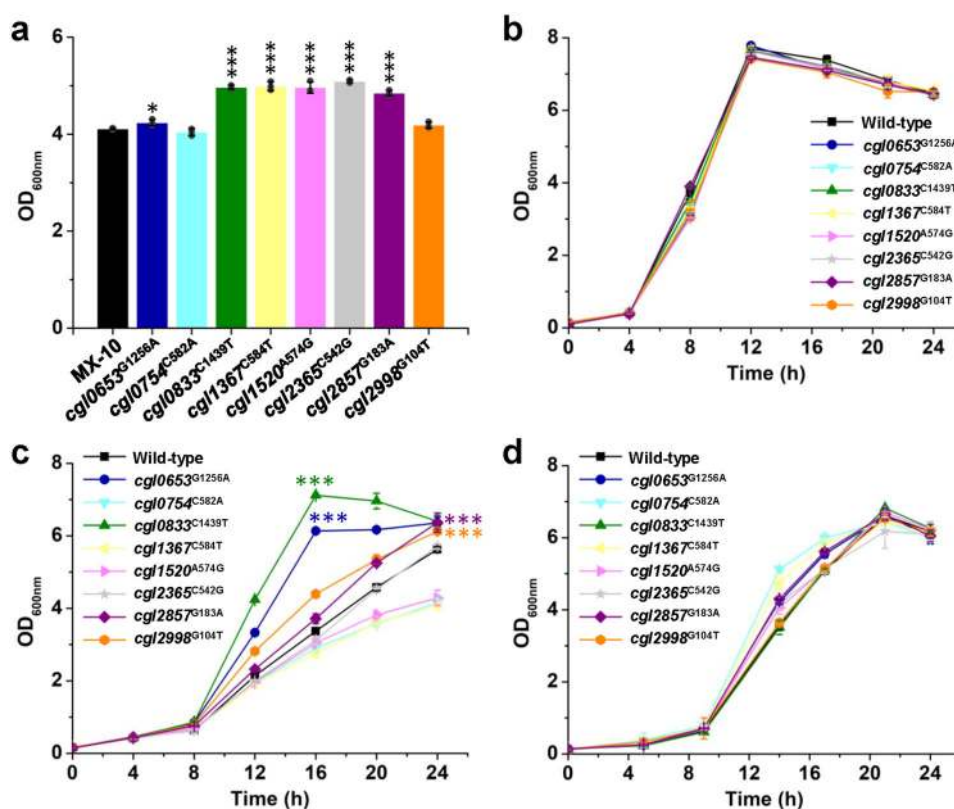 a
OD600nm
6
4
2
0
*
***
***
***
***
***
MX-10
cgl0653G1256A
cgl0754C582A
cgl0833C1439T
cgl1367C584T
cgl1520A574G
cgl2365C542G
cgl2857G183A
cgl2998G104T
b
OD600nm
8
6
4
2
0
Wild-type
cgl0653G1256A
cgl0754C582A
cgl0833C1439T
cgl1367C584T
cgl1520A574G
cgl2365C542G
cgl2857G183A
cgl2998G104T
0 4 8 12 16 20 24
Time (h)
c
OD600nm
8
6
4
2
0
Wild-type
cgl0653G1256A
cgl0754C582A
cgl0833C1439T
cgl1367C584T
cgl1520A574G
cgl2365C542G
cgl2857G183A
cgl2998G104T
***
***
***
***
0 4 8 12 16 20 24
Time (h)
d
OD600nm
8
6
4
2
0
Wild-type
cgl0653G1256A
cgl0754C582A
cgl0833C1439T
cgl1367C584T
cgl1520A574G
cgl2365C542G
cgl2857G183A
cgl2998G104T
0 4 8 12 16 20 24
Time (h)